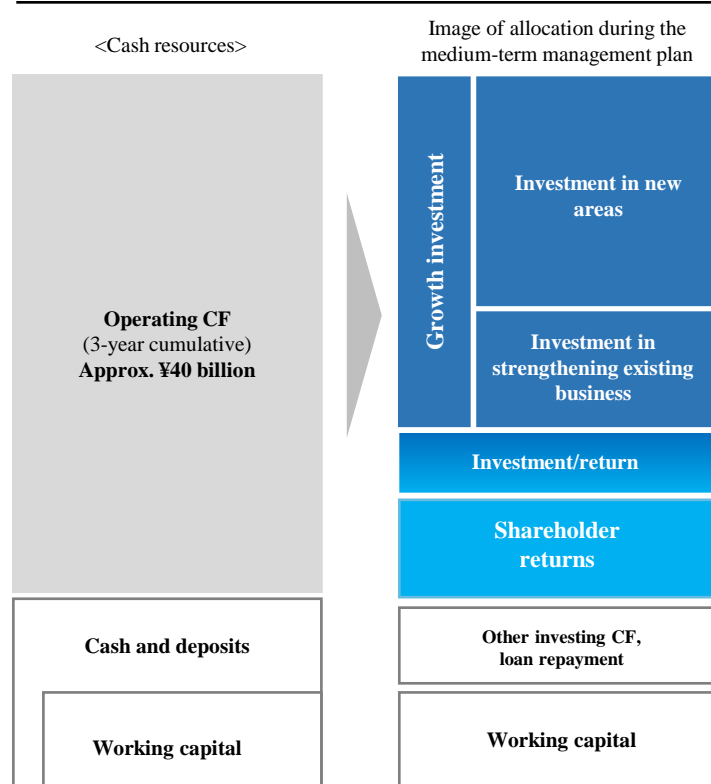 <Cash resources>
Image of allocation during the
medium-term management plan
Operating CF
(3-year cumulative)
Approx. ¥40 billion
Cash and deposits
Working capital
Growth investment
Investment in new
areas
Investment in
strengthening existing
business
Investment/return
Shareholder
returns
Other investing CF,
loan repayment
Working capital